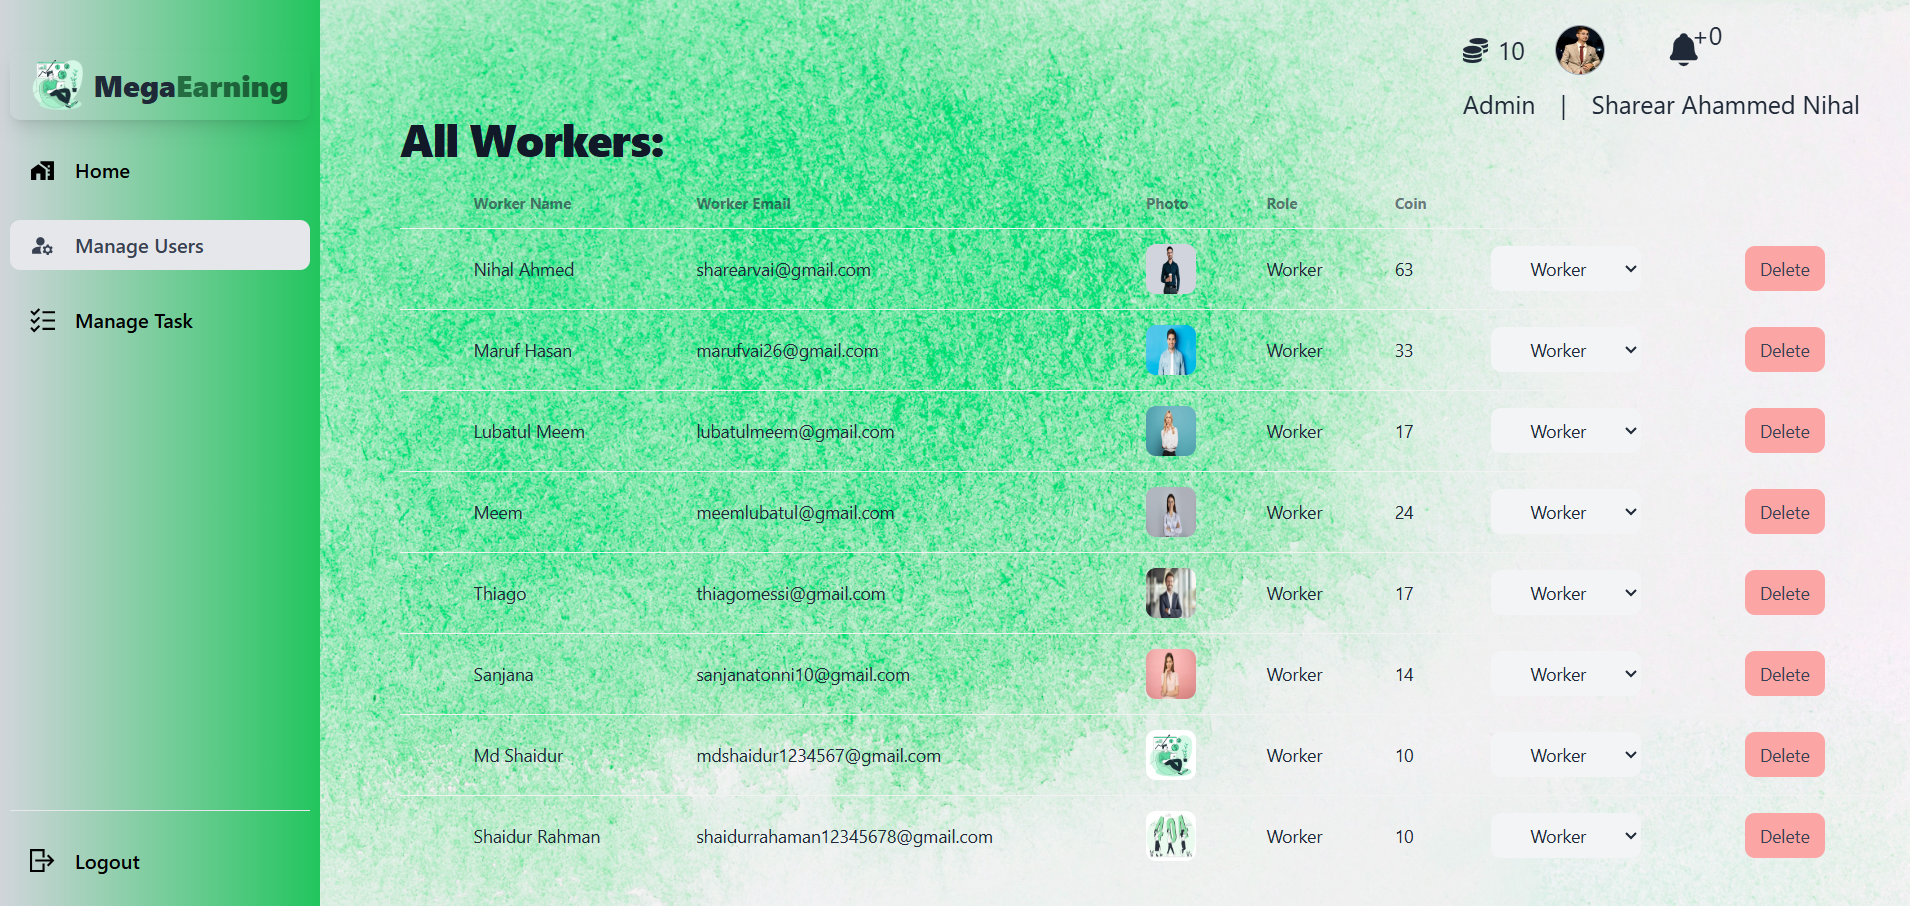 MegaEarning
Home
Manage Users
Manage Task
Logout
10
+0
Admin | Sharear Ahammed Nihal
All Workers:
Worker Name Worker Email Photo Role Coin
Nihal Ahmed sharearvai@gmail.com Worker 63 Worker Delete
Maruf Hasan marufvai26@gmail.com Worker 33 Worker Delete
Lubatul Meem lubatulmeem@gmail.com Worker 17 Worker Delete
Meem meemlubatul@gmail.com Worker 24 Worker Delete
Thiago thiagomessi@gmail.com Worker 17 Worker Delete
Sanjana sanjanatonni10@gmail.com Worker 14 Worker Delete
Md Shaidur mdshaidur1234567@gmail.com Worker 10 Worker Delete
Shaidur Rahman shaidurrahaman12345678@gmail.com Worker 10 Worker Delete